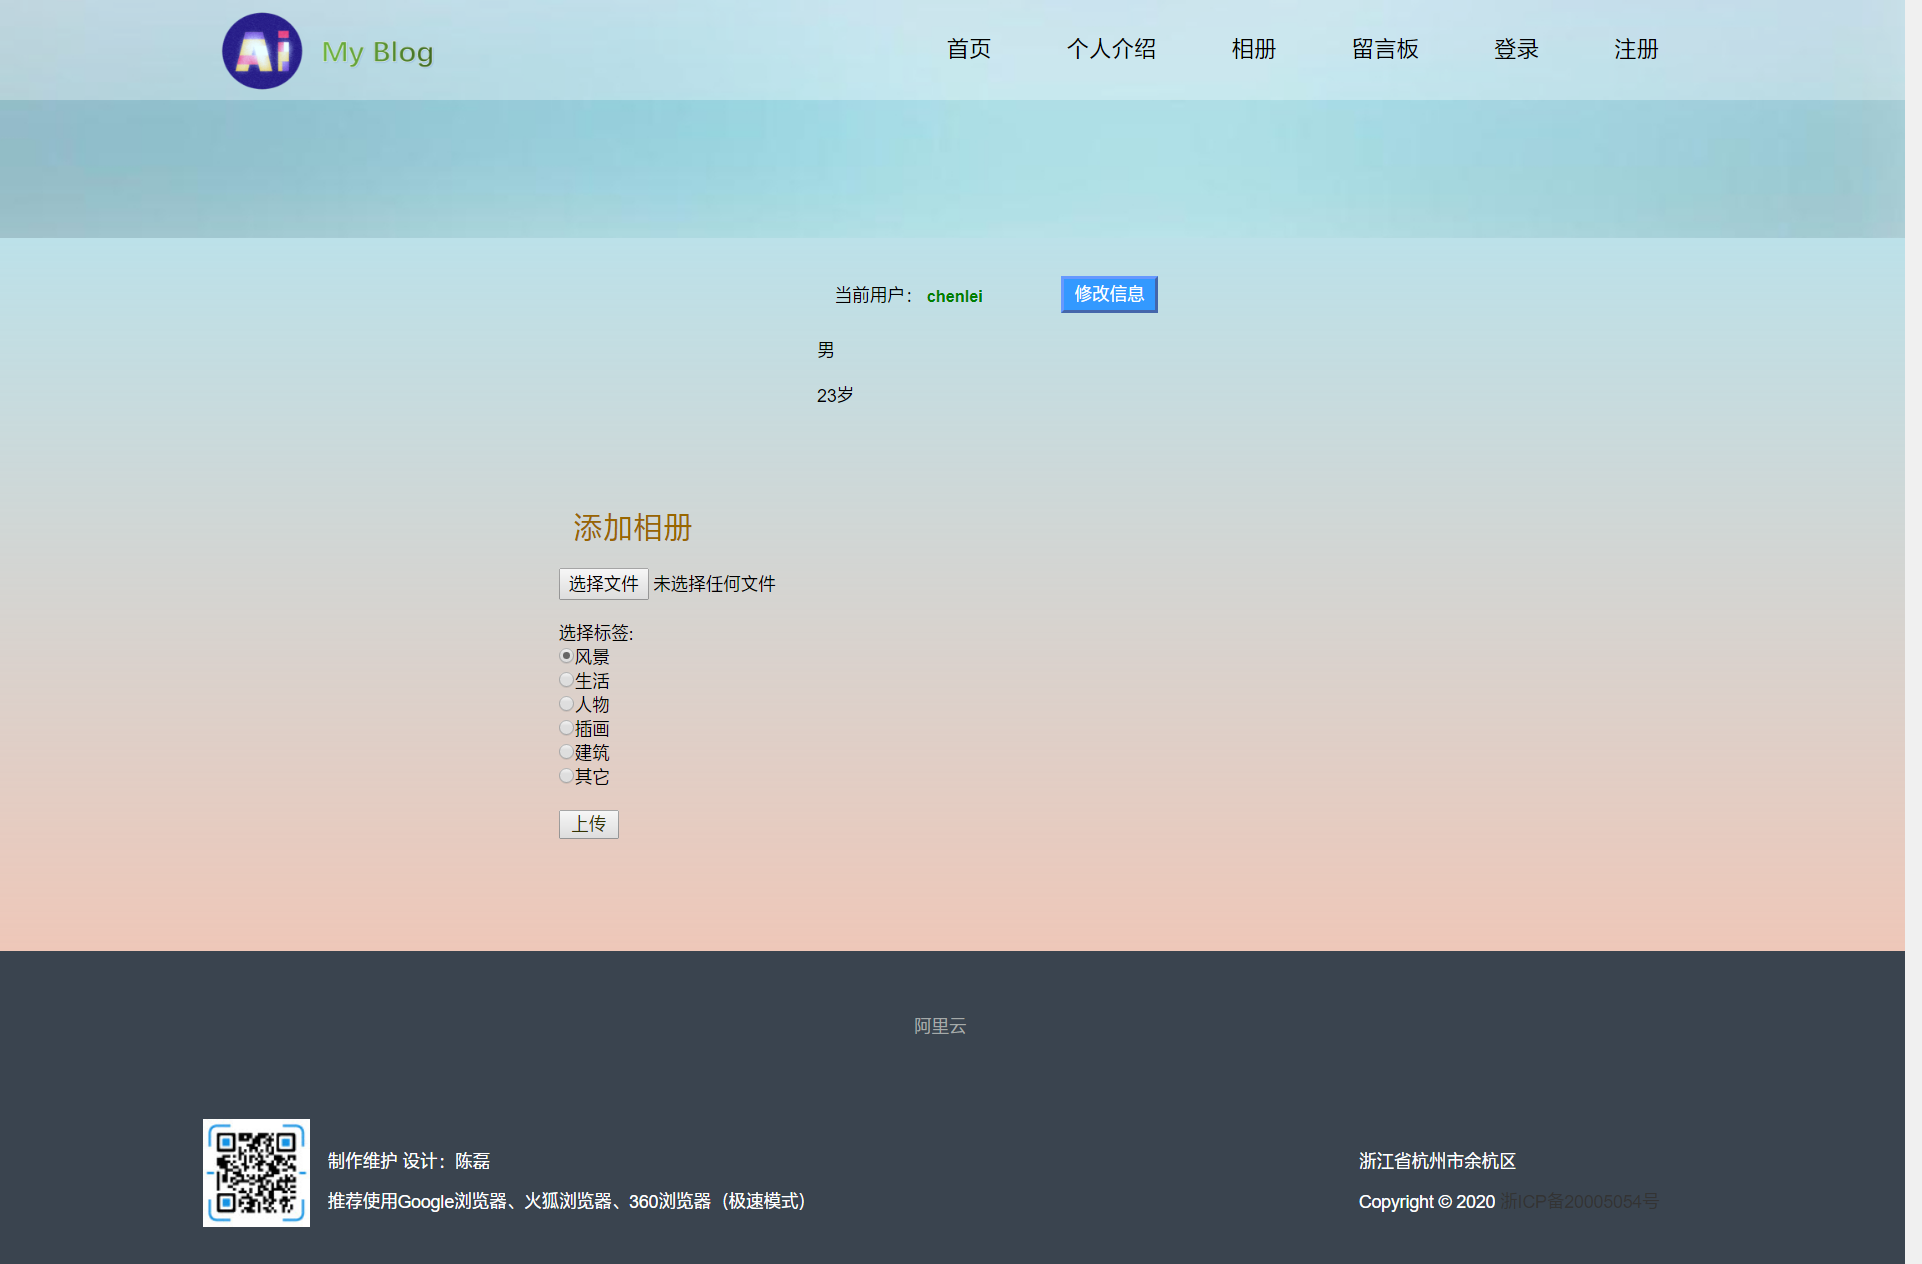 Ai My Blog 首页 个人介绍 相册 留言板 登录 注册
当前用户： chenlei 修改信息
男
23岁
添加相册
选择文件 未选择任何文件
选择标签:
风景
生活
人物
插画
建筑
其它
上传
阿里云
制作维护 设计：陈磊
推荐使用Google浏览器、火狐浏览器、360浏览器（极速模式）
浙江省杭州市余杭区
Copyright © 2020 浙ICP备20005054号